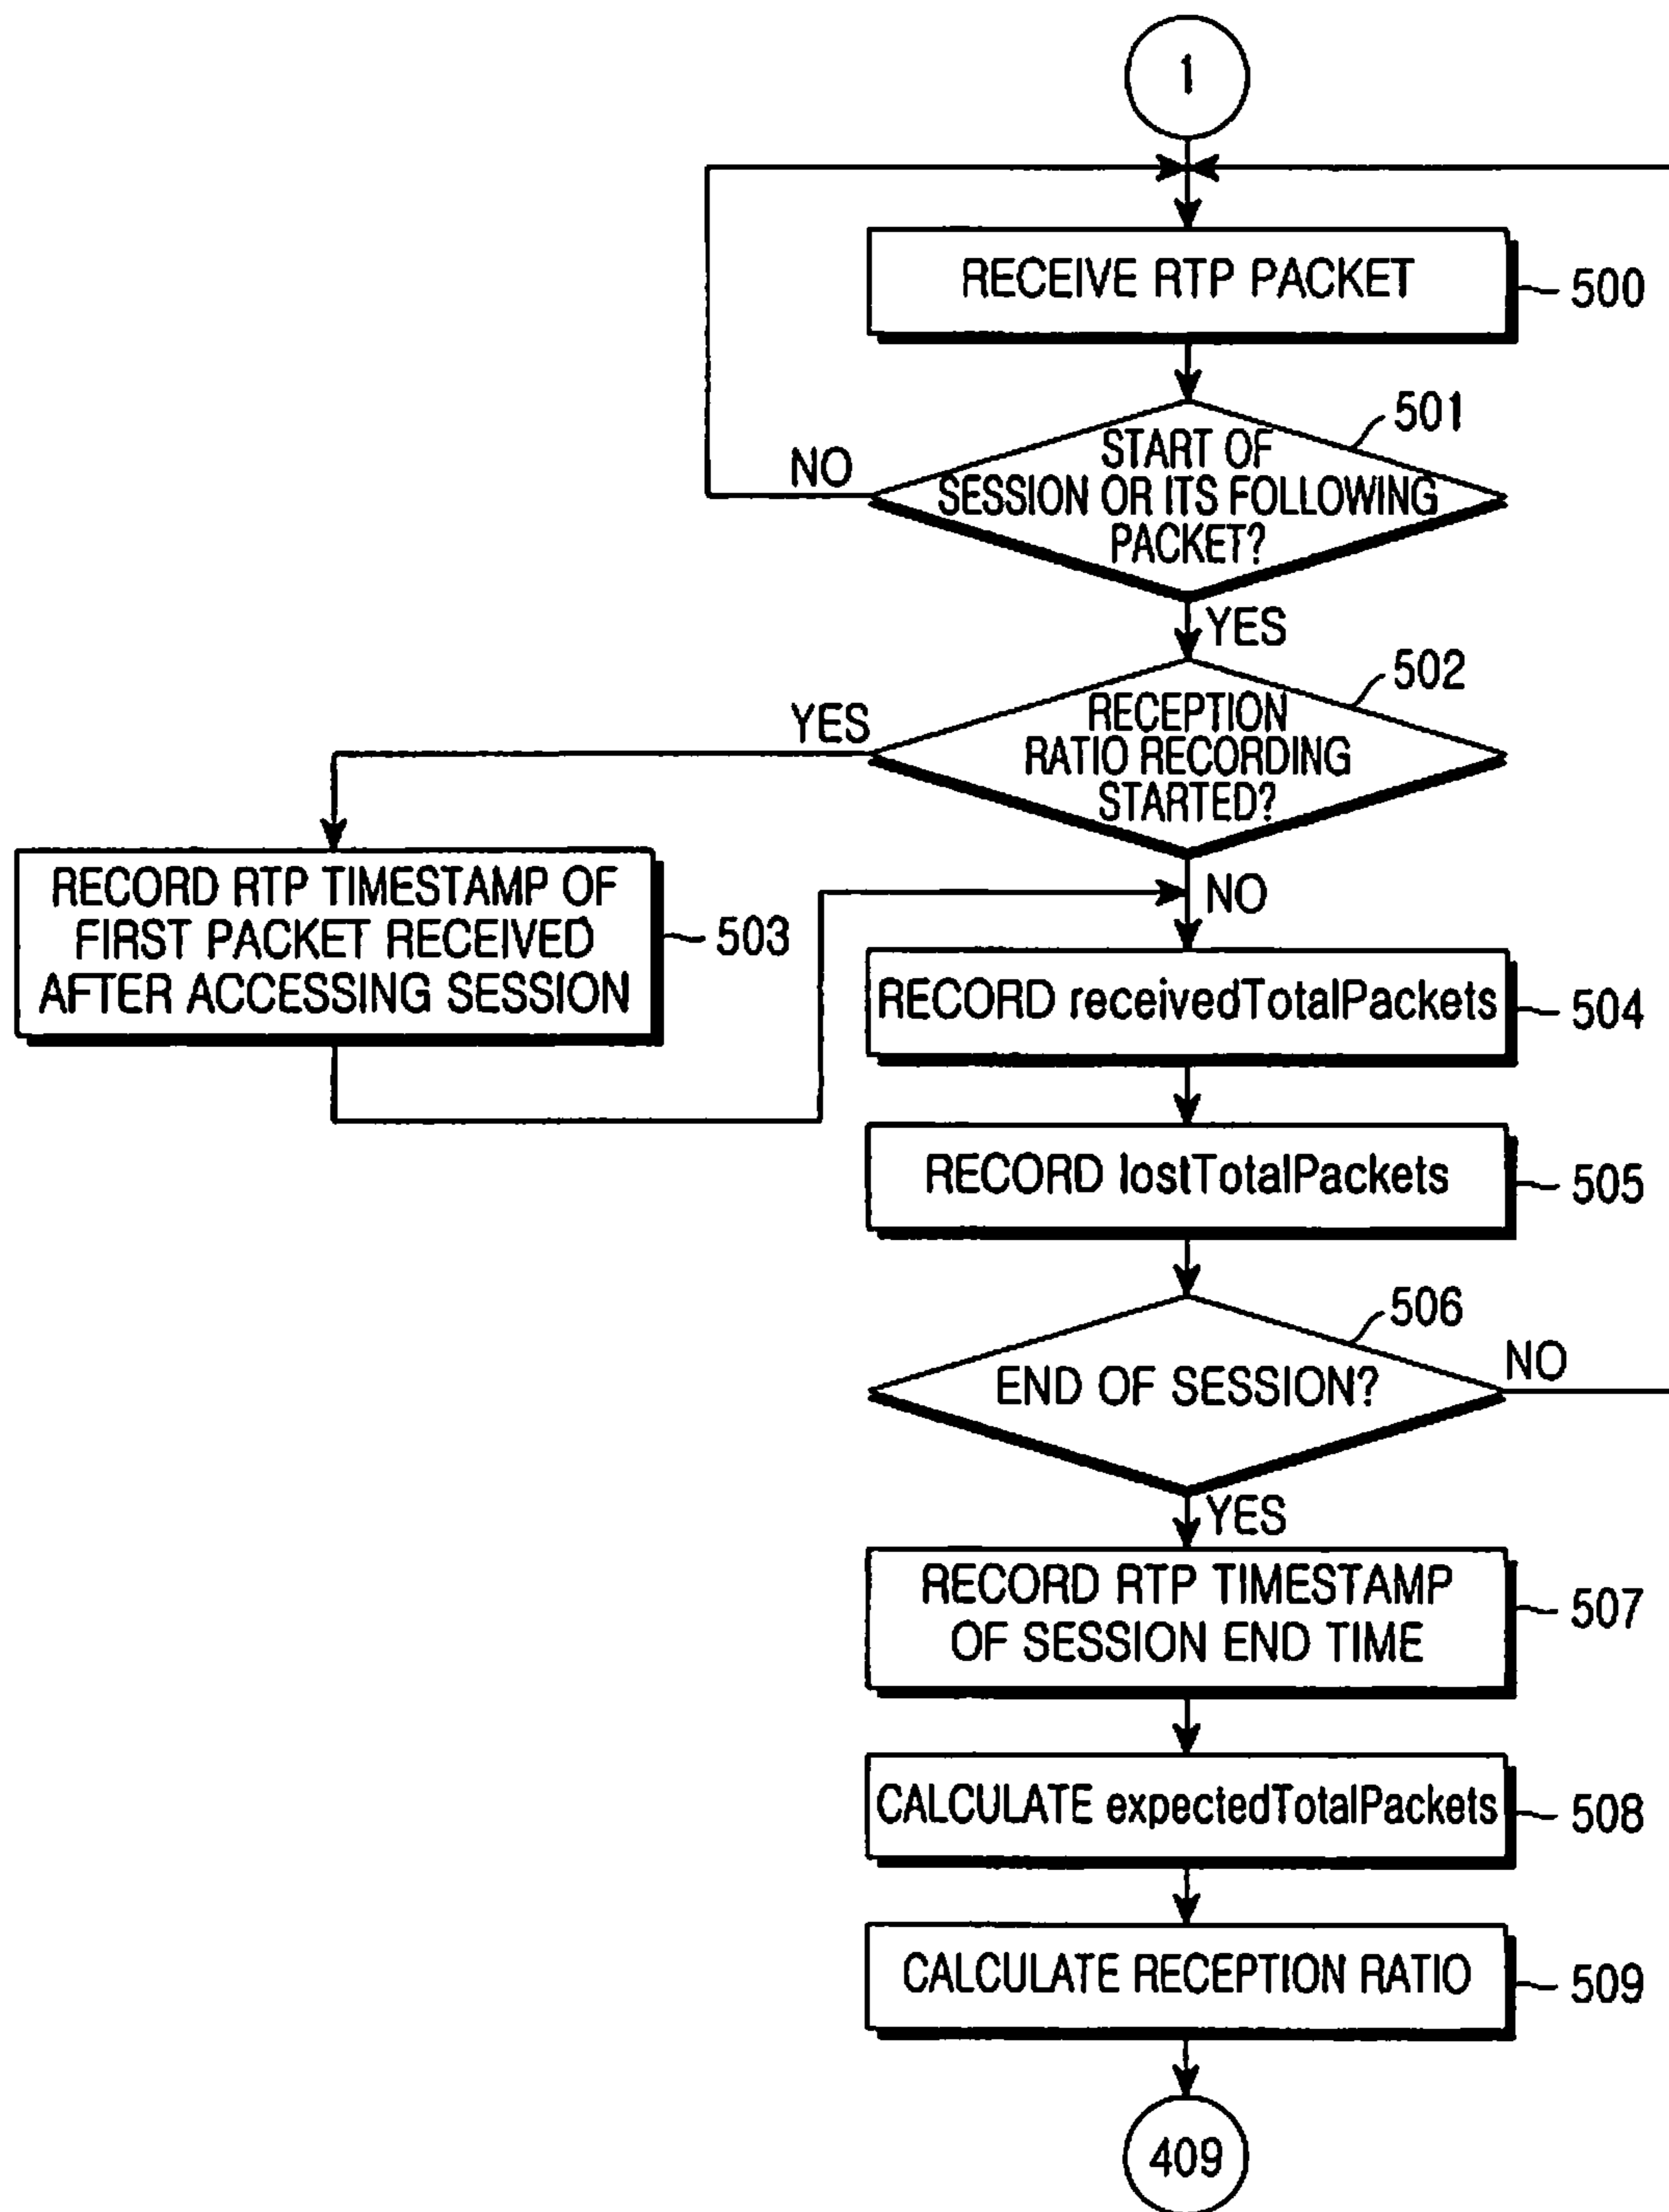 1
RECEIVE RTP PACKET
500
501
START OF
SESSION OR ITS FOLLOWING
PACKET?
NO
YES
502
RECEPTION
RATIO RECORDING
STARTED?
YES
NO
RECORD RTP TIMESTAMP OF
FIRST PACKET RECEIVED
AFTER ACCESSING SESSION
503
RECORD receivedTotalPackets
504
RECORD lostTotalPackets
505
506
END OF SESSION?
NO
YES
RECORD RTP TIMESTAMP
OF SESSION END TIME
507
CALCULATE expectedTotalPackets
508
CALCULATE RECEPTION RATIO
509
409